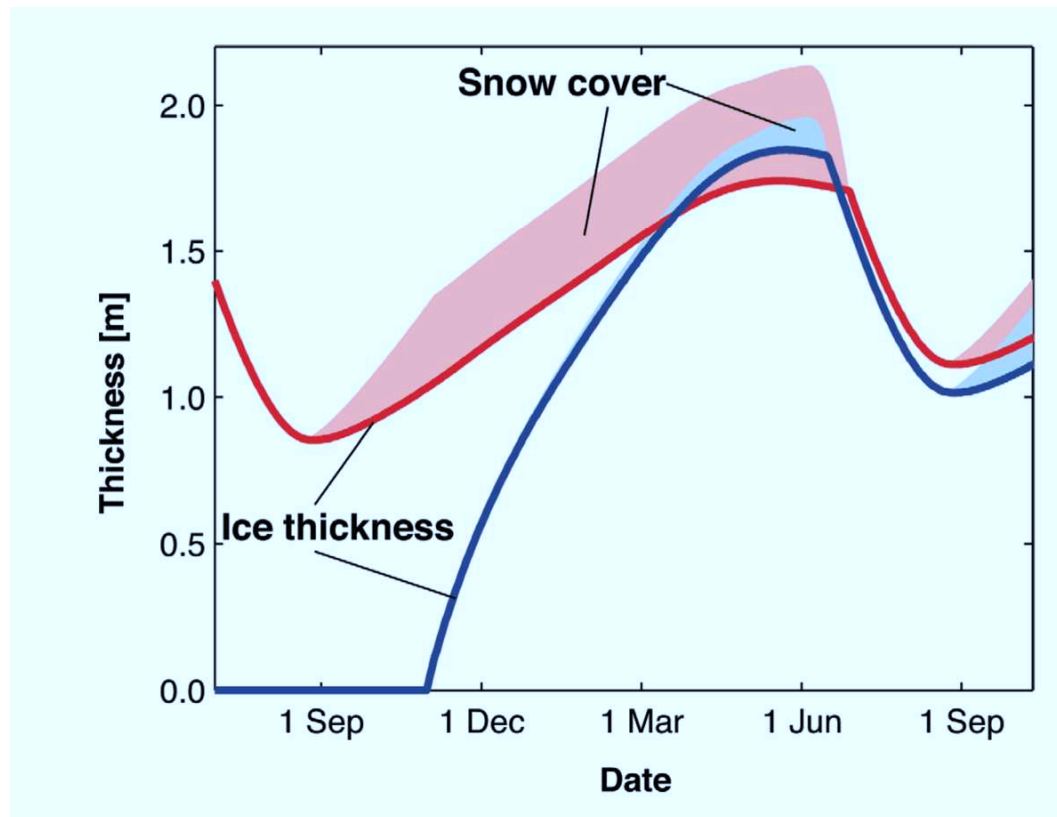 Snow cover
2.0
1.5
1.0
0.5
0.0
Thickness [m]
Ice thickness
1 Sep
1 Dec
1 Mar
1 Jun
1 Sep
Date